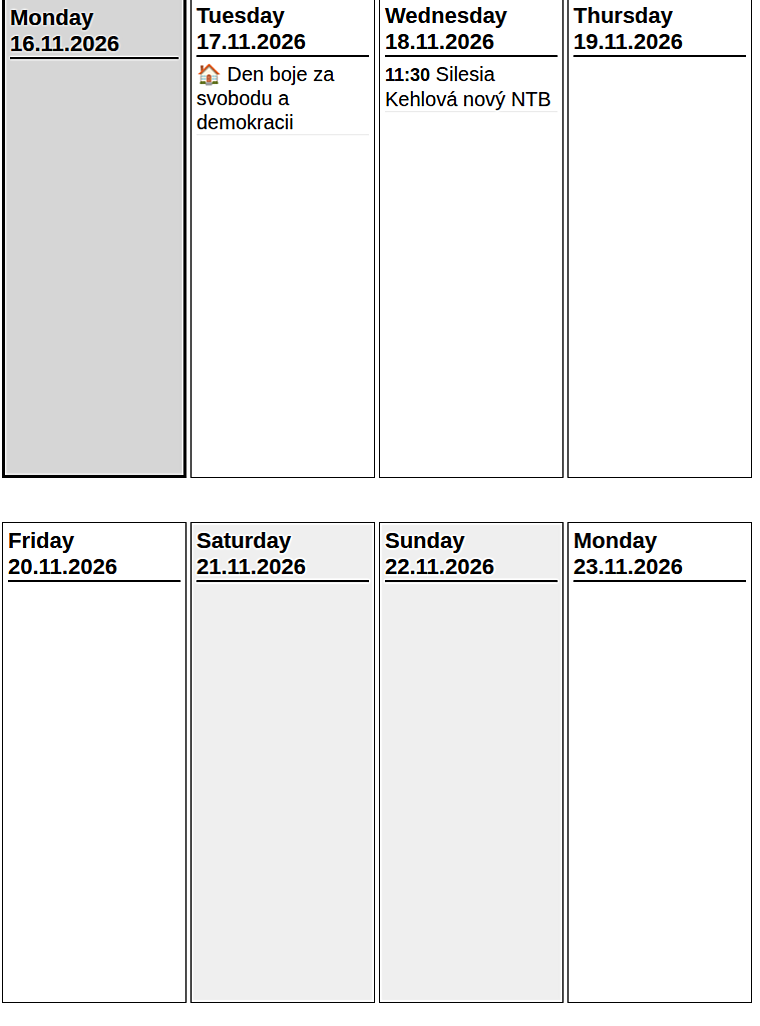 Monday
16.11.2026
Tuesday
17.11.2026
🏠 Den boje za
svobodu a
demokracii
Wednesday
18.11.2026
11:30 Silesia
Kehlová nový NTB
Thursday
19.11.2026
Friday
20.11.2026
Saturday
21.11.2026
Sunday
22.11.2026
Monday
23.11.2026